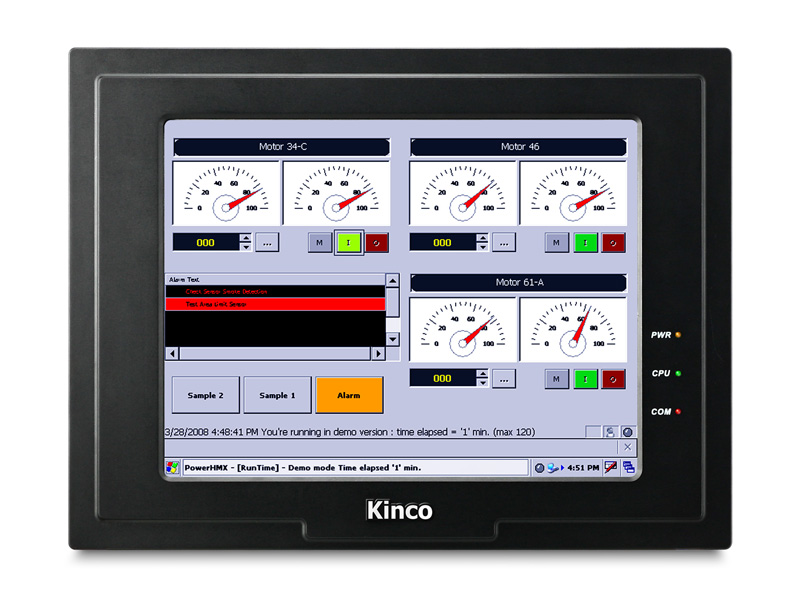 Motor 34-C
Motor 46
0 20 40 60 80 100
0 20 40 60 80 100
0 20 40 60 80 100
0 20 40 60 80 100
000 ... M I O
000 ... M I O
Alarm Text
Check Sensor Smoke Detection
Test Area Limit Sensor
Motor 61-A
0 20 40 60 80 100
0 20 40 60 80 100
000 ... M I O
Sample 2
Sample 1
Alarm
PWR
CPU
COM
3/28/2008 4:48:41 PM You're running in demo version : time elapsed = '1' min. (max 120)
PowerHMX - [RunTime] - Demo mode Time elapsed '1' min.
4:51 PM
Kinco